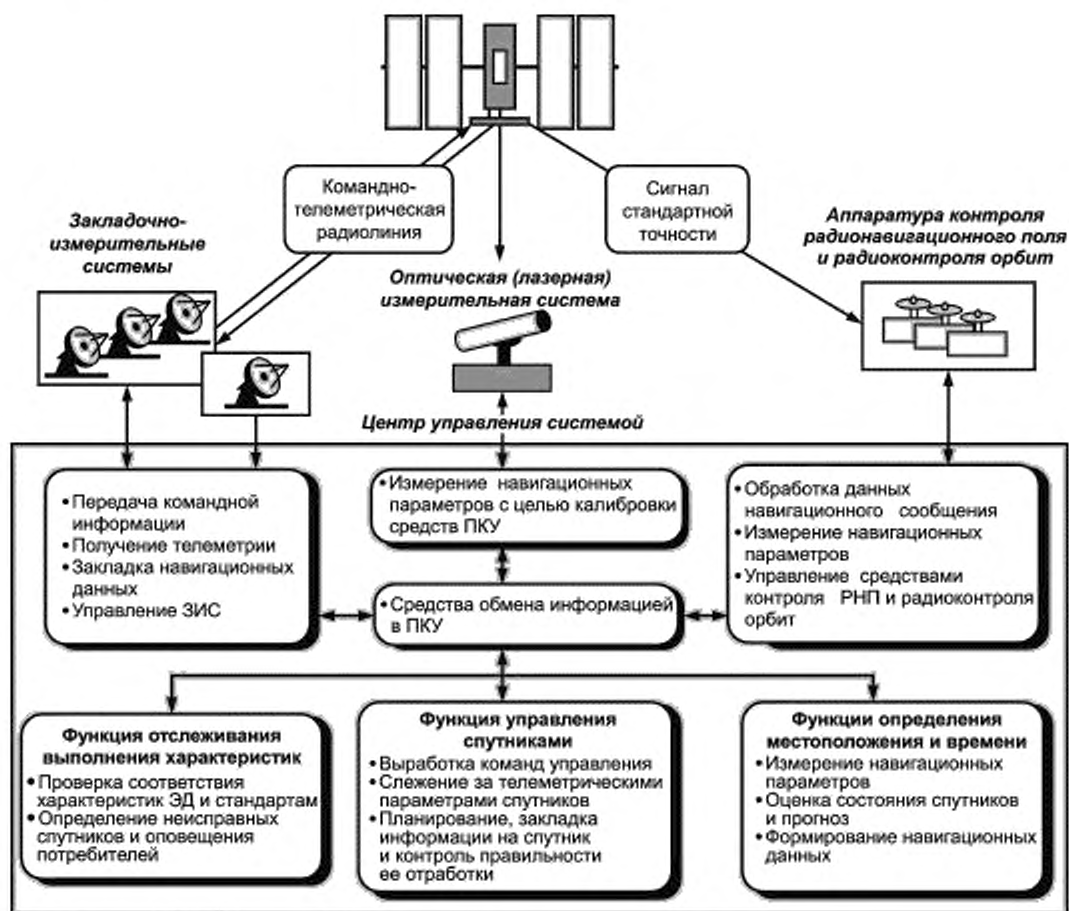 Командно-
телеметрическая
радиолиния
Сигнал
стандартной
точности
Закладочно-
измерительные
системы
Оптическая (лазерная)
измерительная система
Аппаратура контроля
радионавигационного поля
и радиоконтроля орбит
Центр управления системой
•Передача командной
информации
•Получение телеметрии
•Закладка навигационных
данных
•Управление ЗИС
•Измерение навигационных
параметров с целью калибровки
средств ПКУ
•Средства обмена информацией
в ПКУ
•Обработка данных
навигационного сообщения
•Измерение навигационных
параметров
•Управление средствами
контроля РНП и радиоконтроля
орбит
Функция отслеживания
выполнения характеристик
•Проверка соответствия
характеристик ЭД и стандартам
•Определение неисправных
спутников и оповещения
потребителей
Функция управления
спутниками
•Выработка команд управления
•Слежение за телеметрическими
параметрами спутников
•Планирование, закладка
информации на спутник
и контроль правильности
ее отработки
Функции определения
местоположения и времени
•Измерение навигационных
параметров
•Оценка состояния спутников
и прогноз
•Формирование навигационных
данных